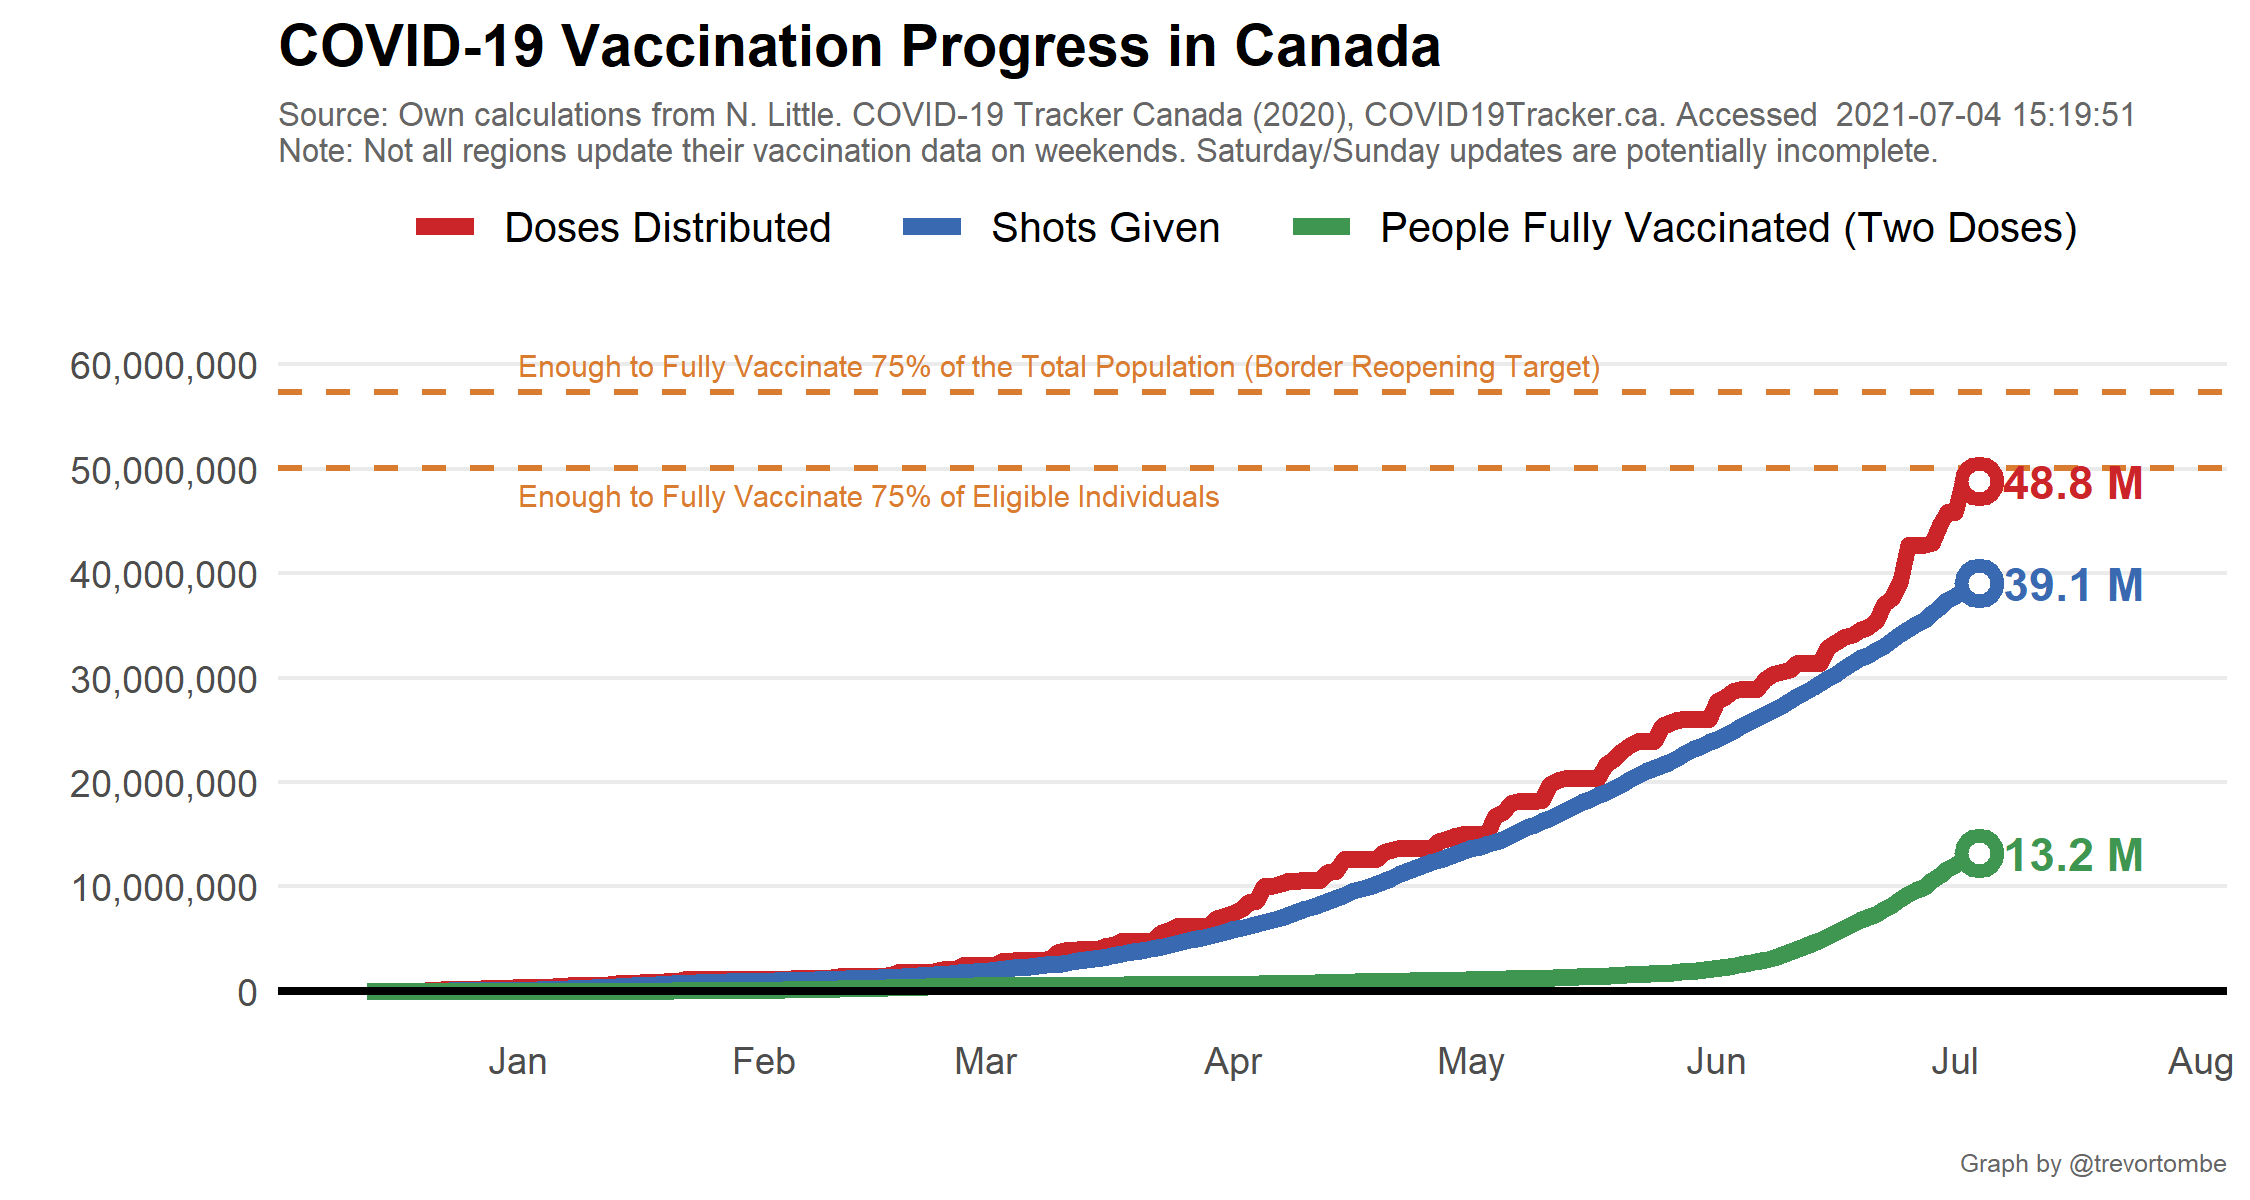 COVID-19 Vaccination Progress in Canada
Source: Own calculations from N. Little. COVID-19 Tracker Canada (2020), COVID19Tracker.ca. Accessed  2021-07-04 15:19:51
Note: Not all regions update their vaccination data on weekends. Saturday/Sunday updates are potentially incomplete.
Doses Distributed
Shots Given
People Fully Vaccinated (Two Doses)
60,000,000
Enough to Fully Vaccinate 75% of the Total Population (Border Reopening Target)
50,000,000
48.8 M
Enough to Fully Vaccinate 75% of Eligible Individuals
40,000,000
39.1 M
30,000,000
20,000,000
13.2 M
10,000,000
0
Jan
Feb
Mar
Apr
May
Jun
Jul
Aug
Graph by @trevortombe